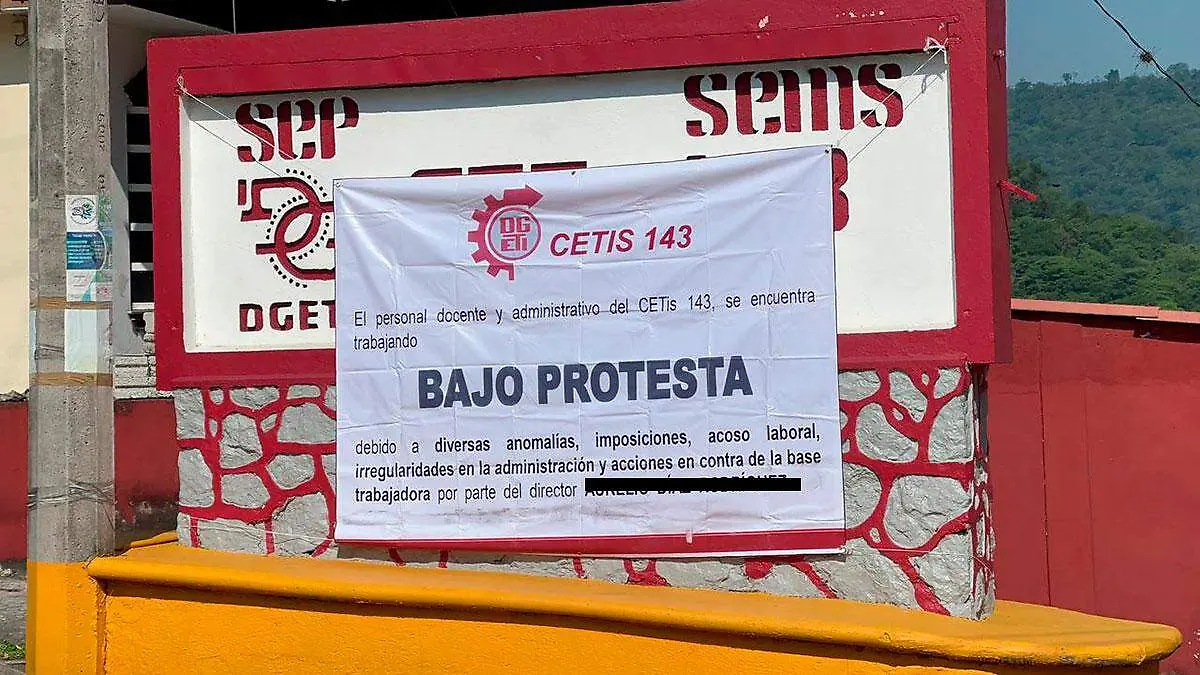 sep
sems
DGET
DG
ETi
CETIS 143
El personal docente y administrativo del CETis 143, se encuentra
trabajando
BAJO PROTESTA
debido a diversas anomalías, imposiciones, acoso laboral,
irregularidades en la administración y acciones en contra de la base
trabajadora por parte del director